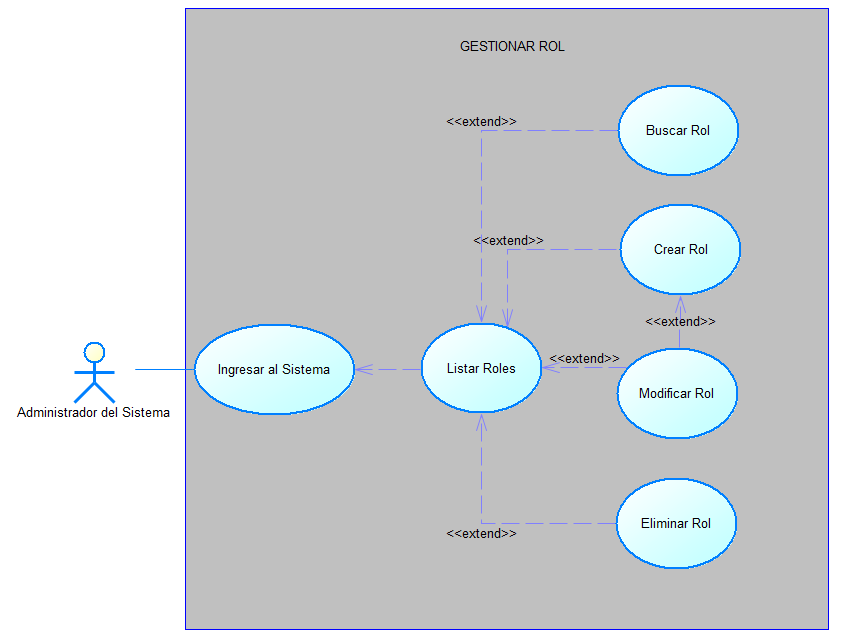 GESTIONAR ROL
<<extend>>
Buscar Rol
<<extend>>
Crear Rol
<<extend>>
<<extend>>
Ingresar al Sistema
Listar Roles
Modificar Rol
Administrador del Sistema
Eliminar Rol
<<extend>>